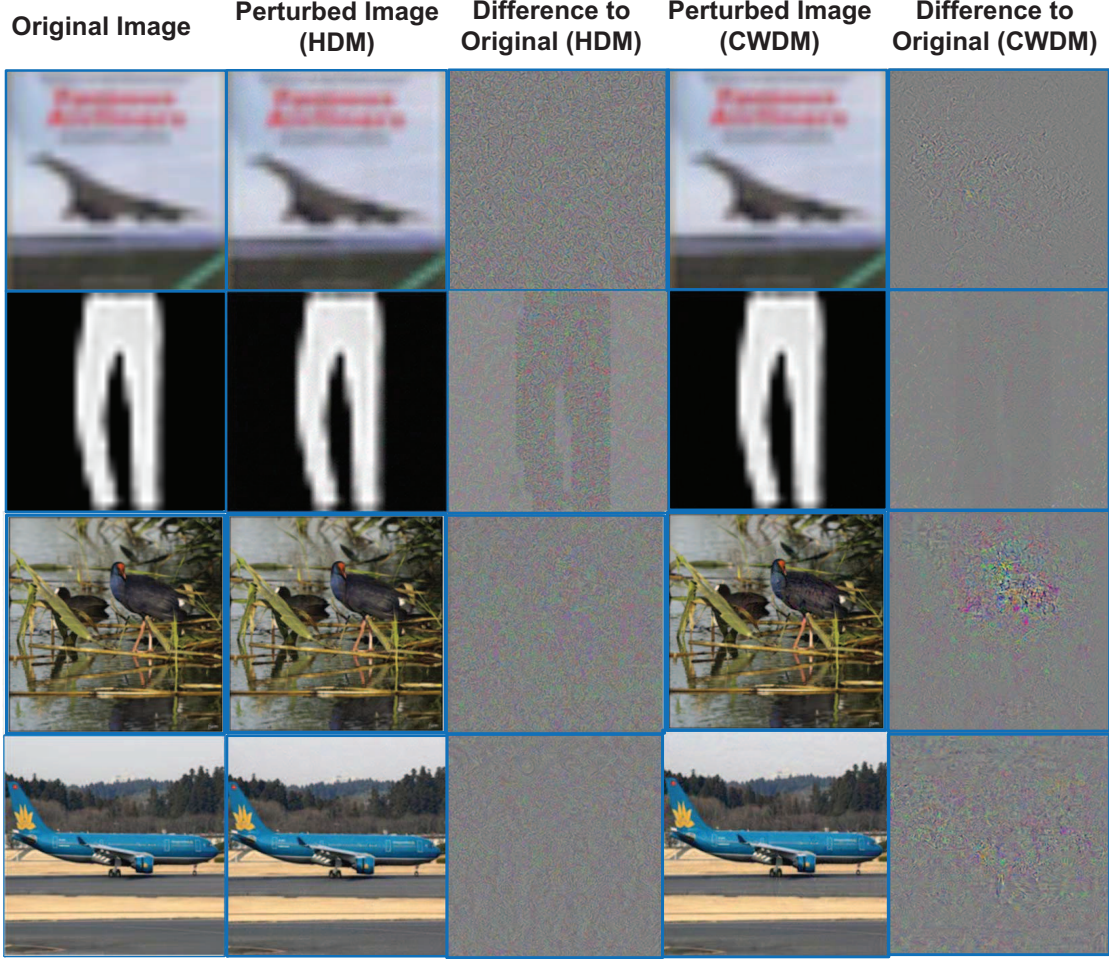 Original Image
Perturbed Image
(HDM)
Difference to
Original (HDM)
Perturbed Image
(CWDM)
Difference to
Original (CWDM)